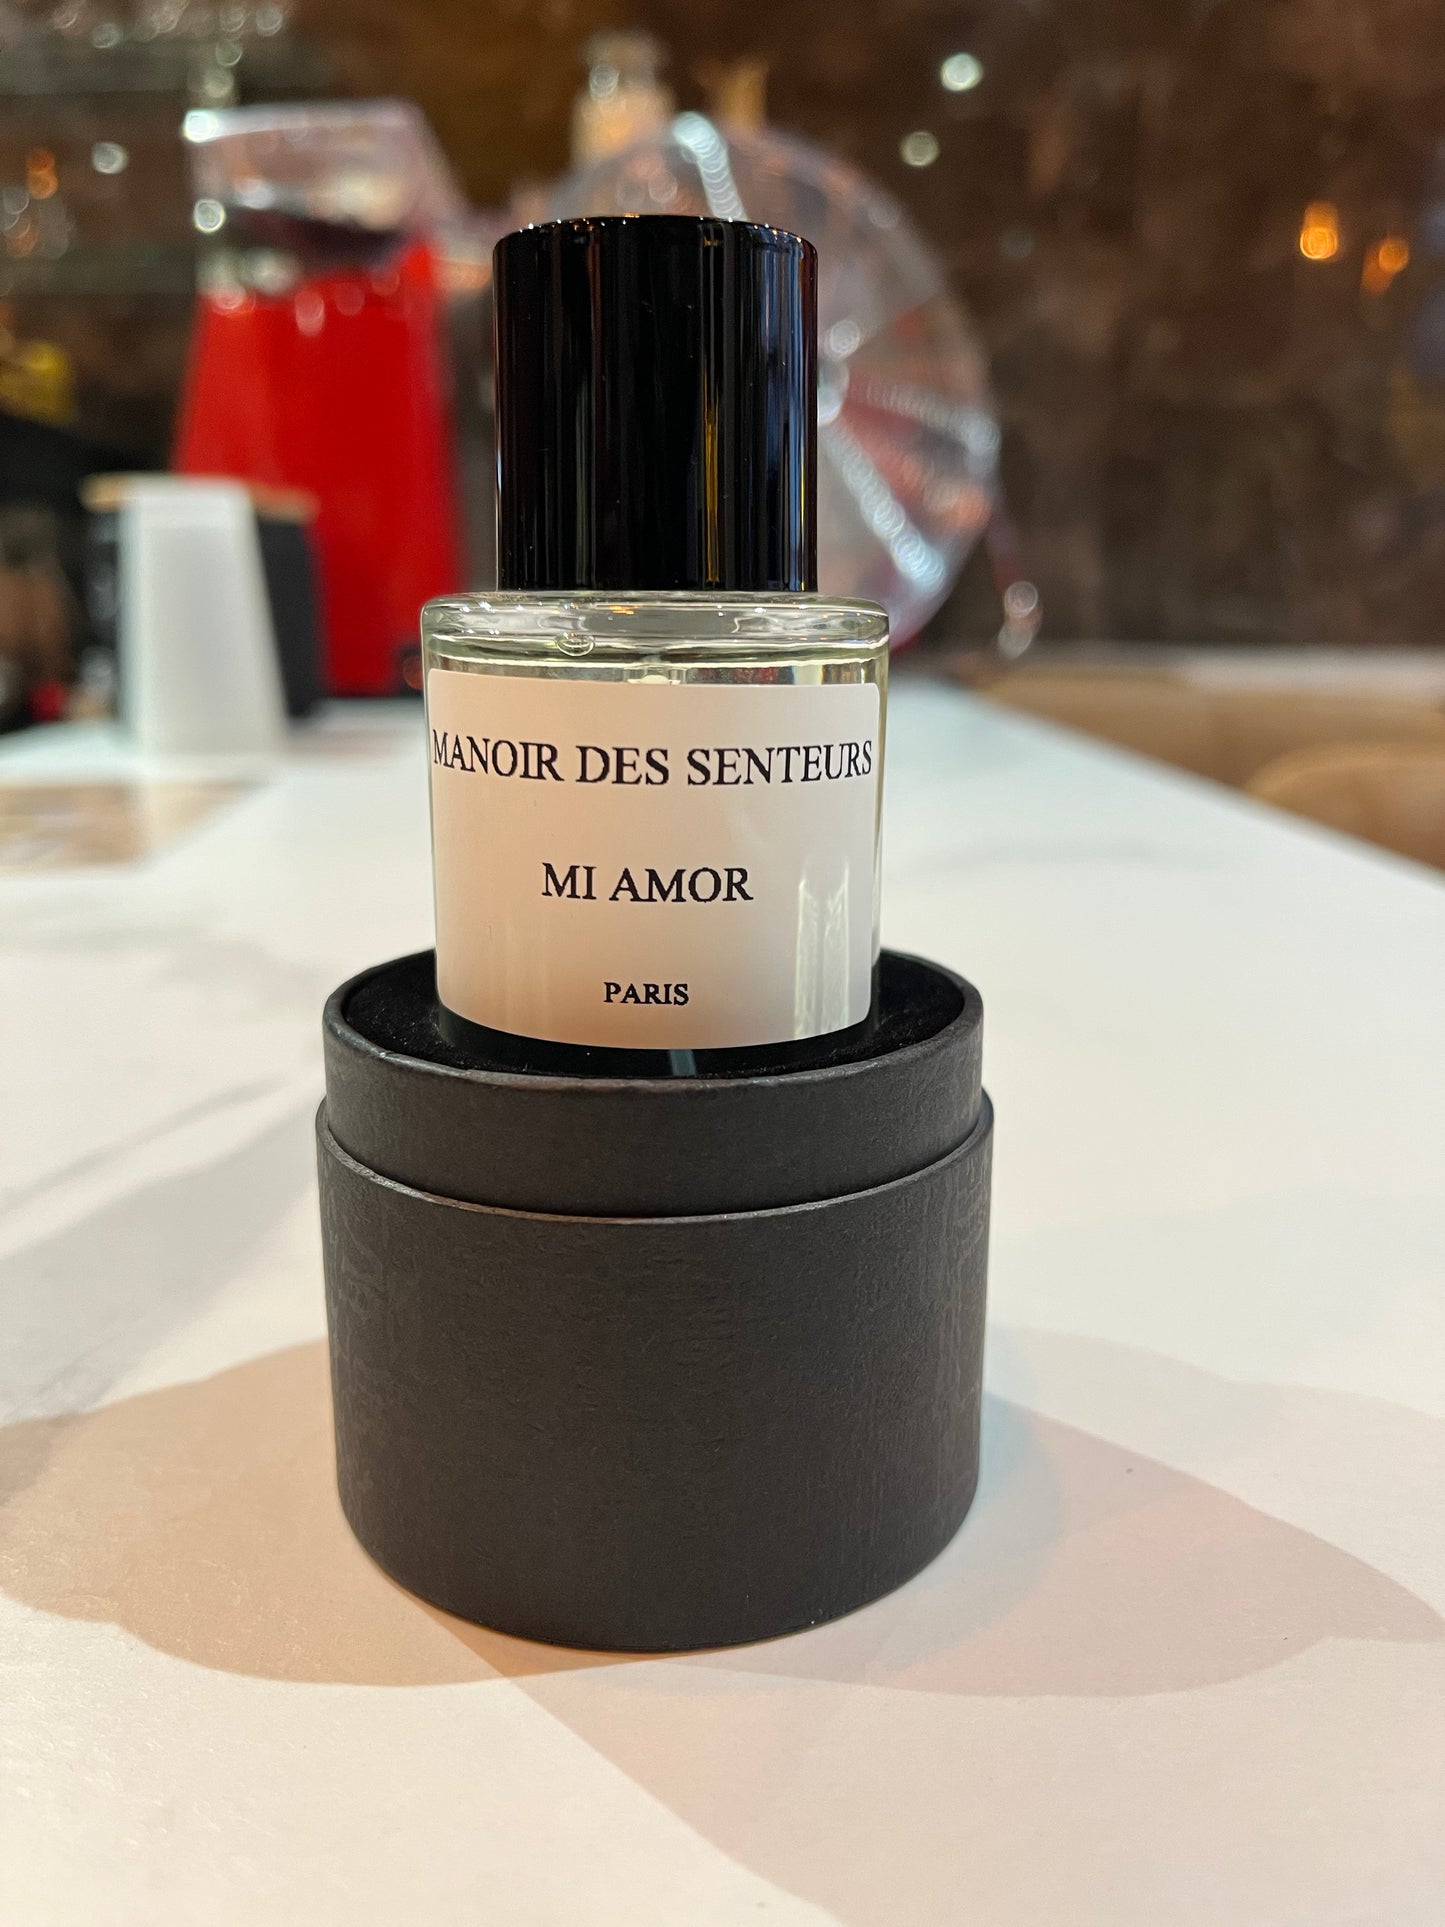 MANOIR DES SENTEURS
MI AMOR
PARIS